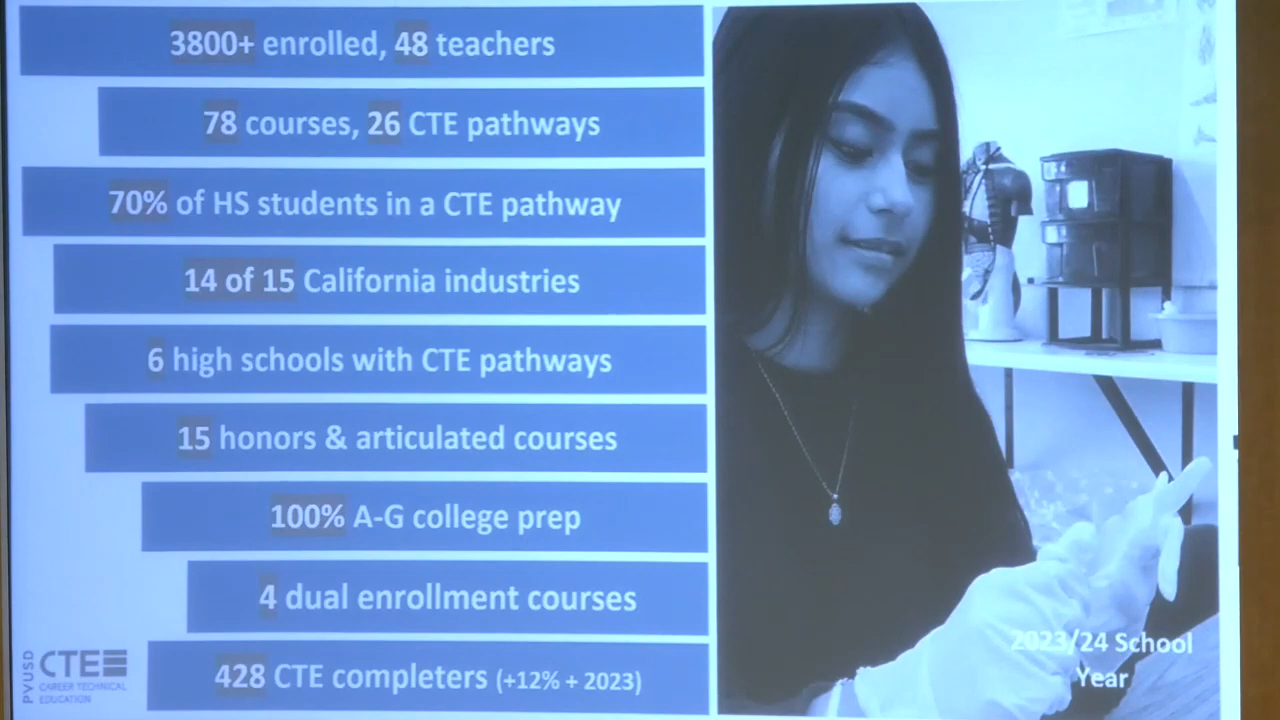 3800+ enrolled, 48 teachers
78 courses, 26 CTE pathways
70% of HS students in a CTE pathway
14 of 15 California industries
6 high schools with CTE pathways
15 honors & articulated courses
100% A-G college prep
4 dual enrollment courses
428 CTE completers (+12% + 2023)
PVUSD
CTE
CAREER TECHNICAL
EDUCATION
2023/24 School
Year